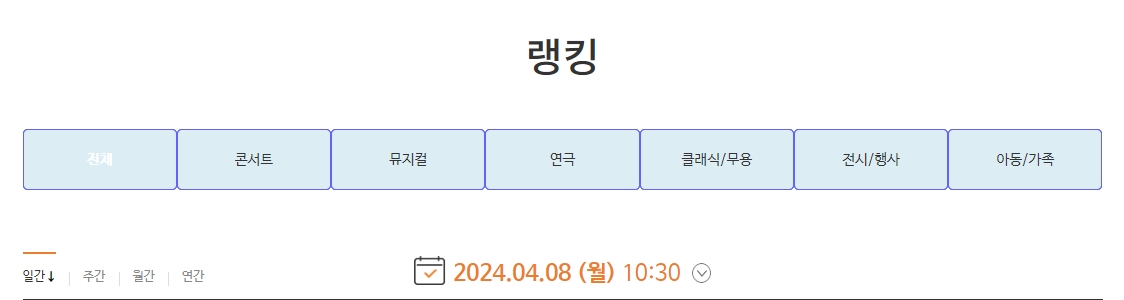 랭킹
전체 콘서트 뮤지컬 연극 클래식/무용 전시/행사 아동/가족
일간↓ 주간 월간 연간 2024.04.08 (월) 10:30